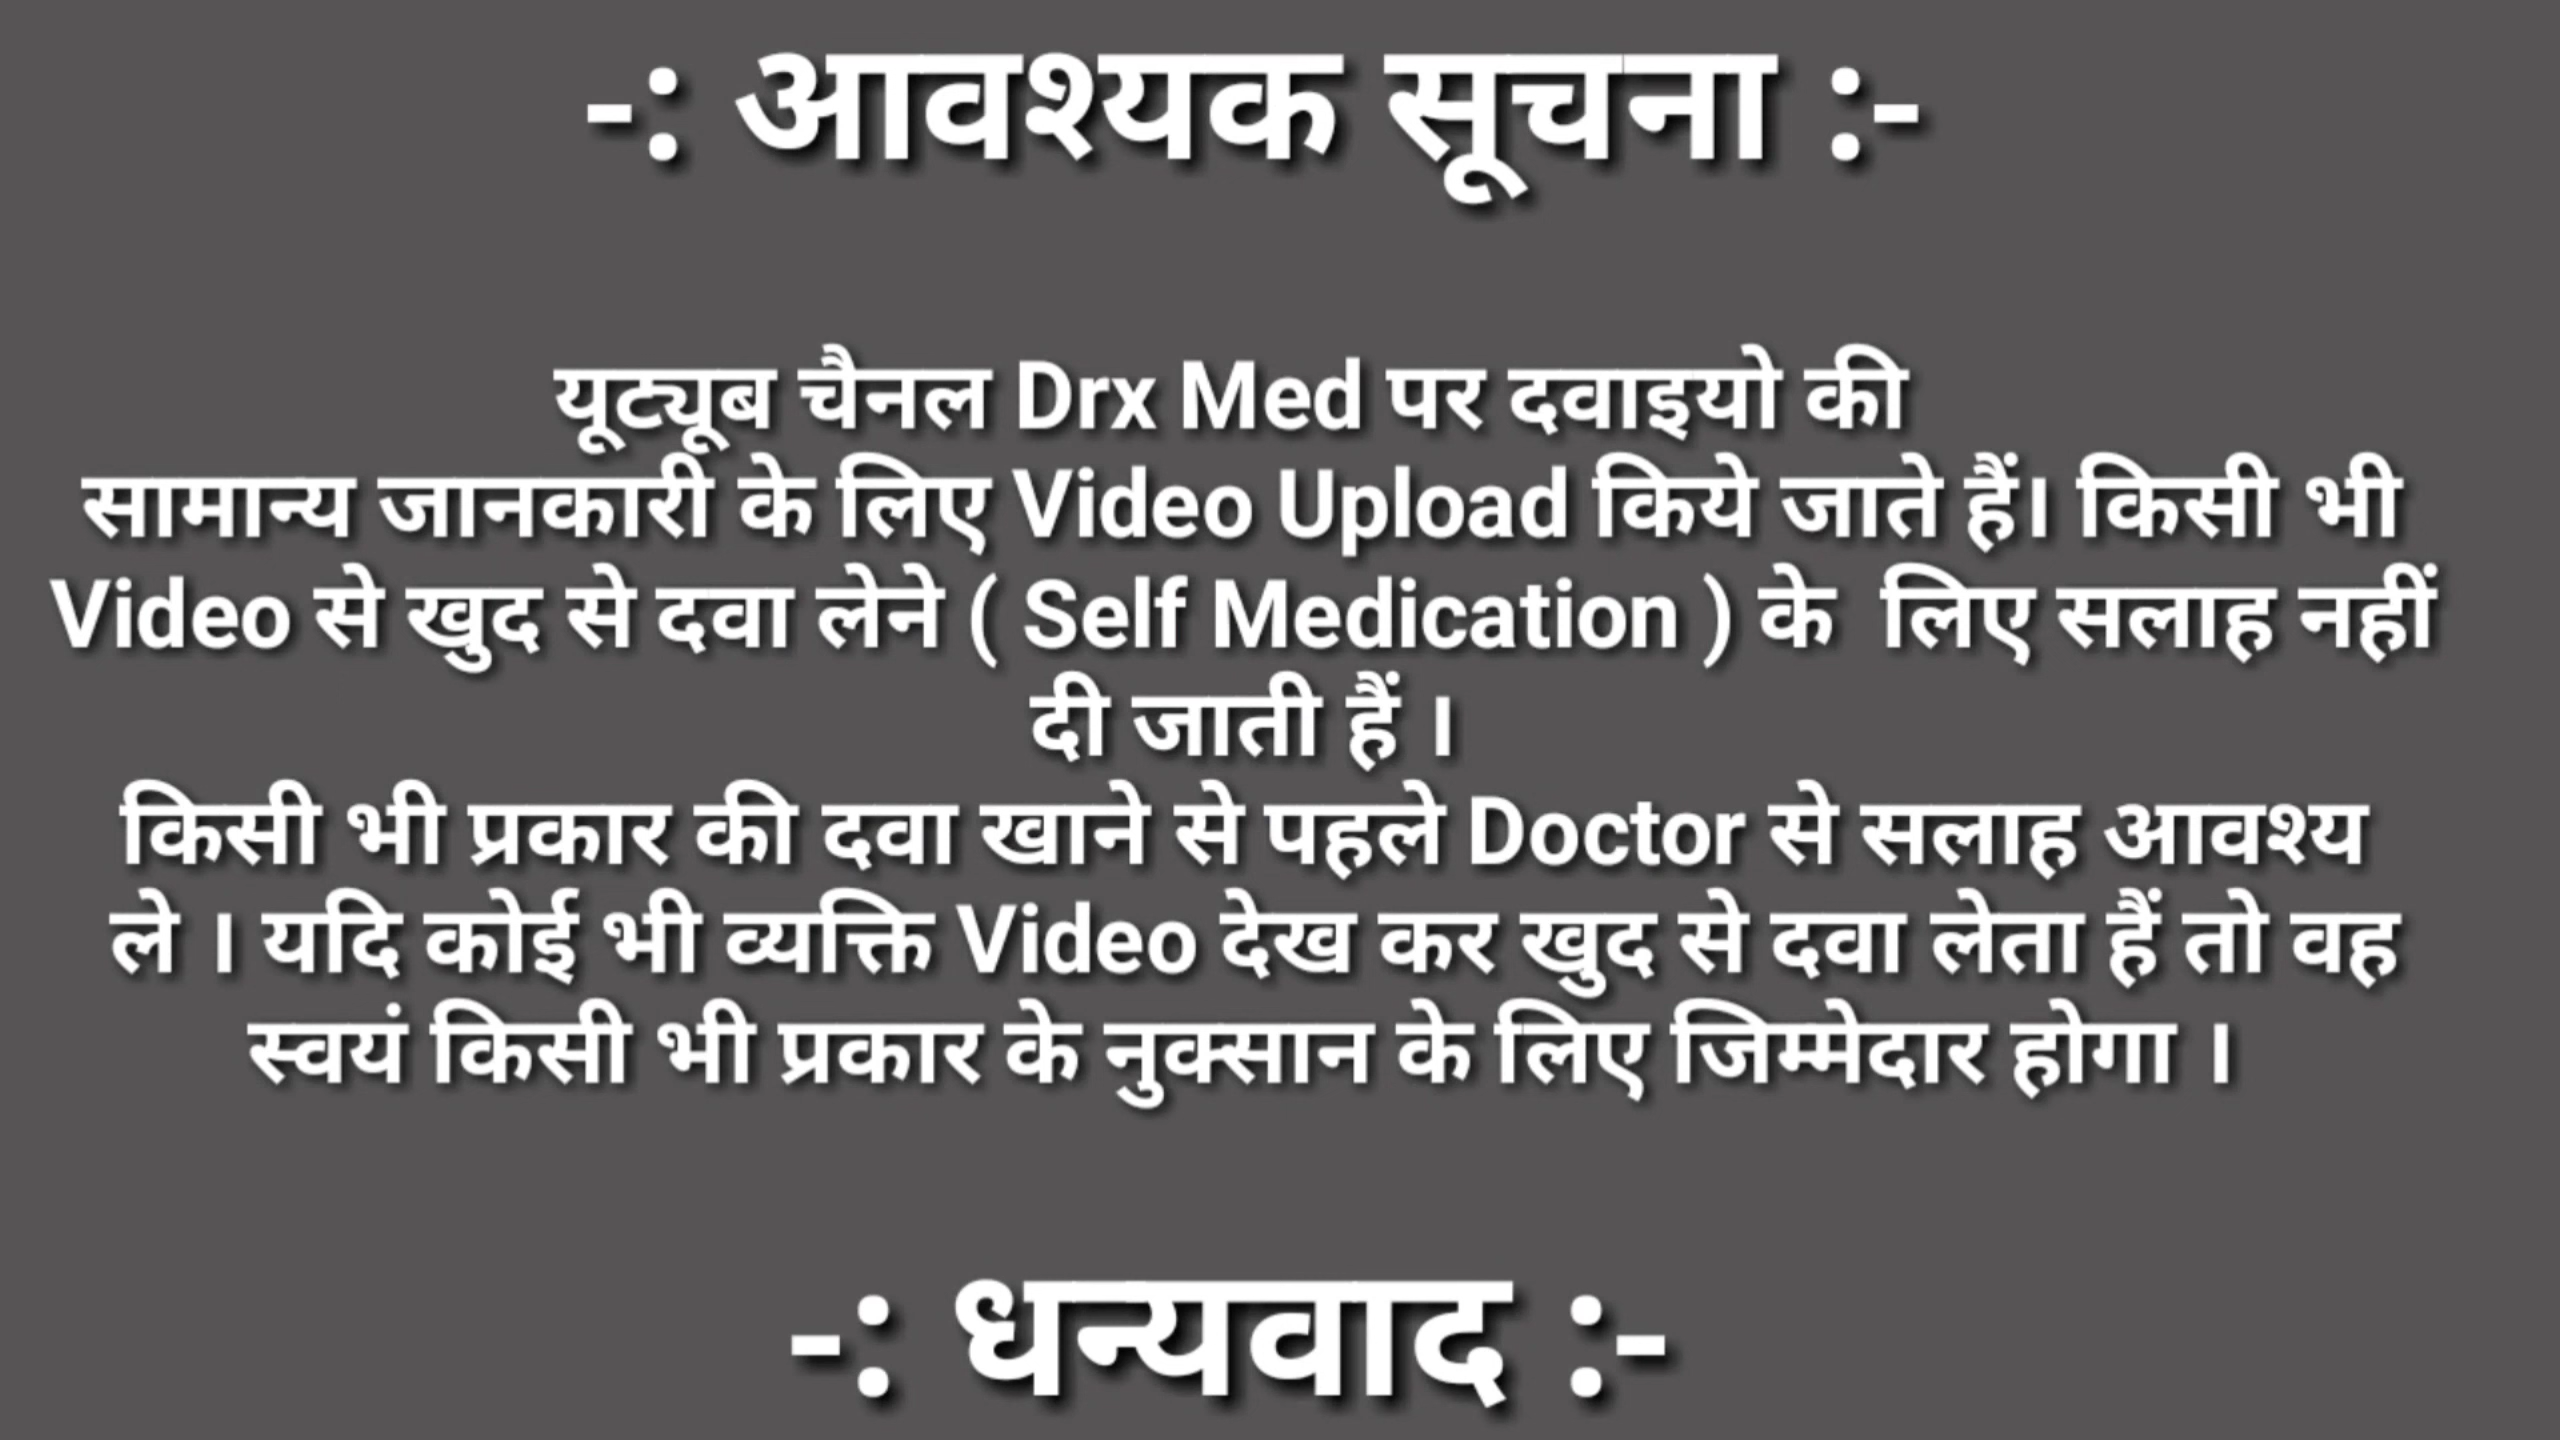 -: आवश्यक सूचना :-
यूट्यूब चैनल Drx Med पर दवाइयो की
सामान्य जानकारी के लिए Video Upload किये जाते हैं। किसी भी
Video से खुद से दवा लेने ( Self Medication ) के लिए सलाह नहीं
दी जाती हैं ।
किसी भी प्रकार की दवा खाने से पहले Doctor से सलाह आवश्य
ले । यदि कोई भी व्यक्ति Video देख कर खुद से दवा लेता हैं तो वह
स्वयं किसी भी प्रकार के नुक्सान के लिए जिम्मेदार होगा ।
-: धन्यवाद :-